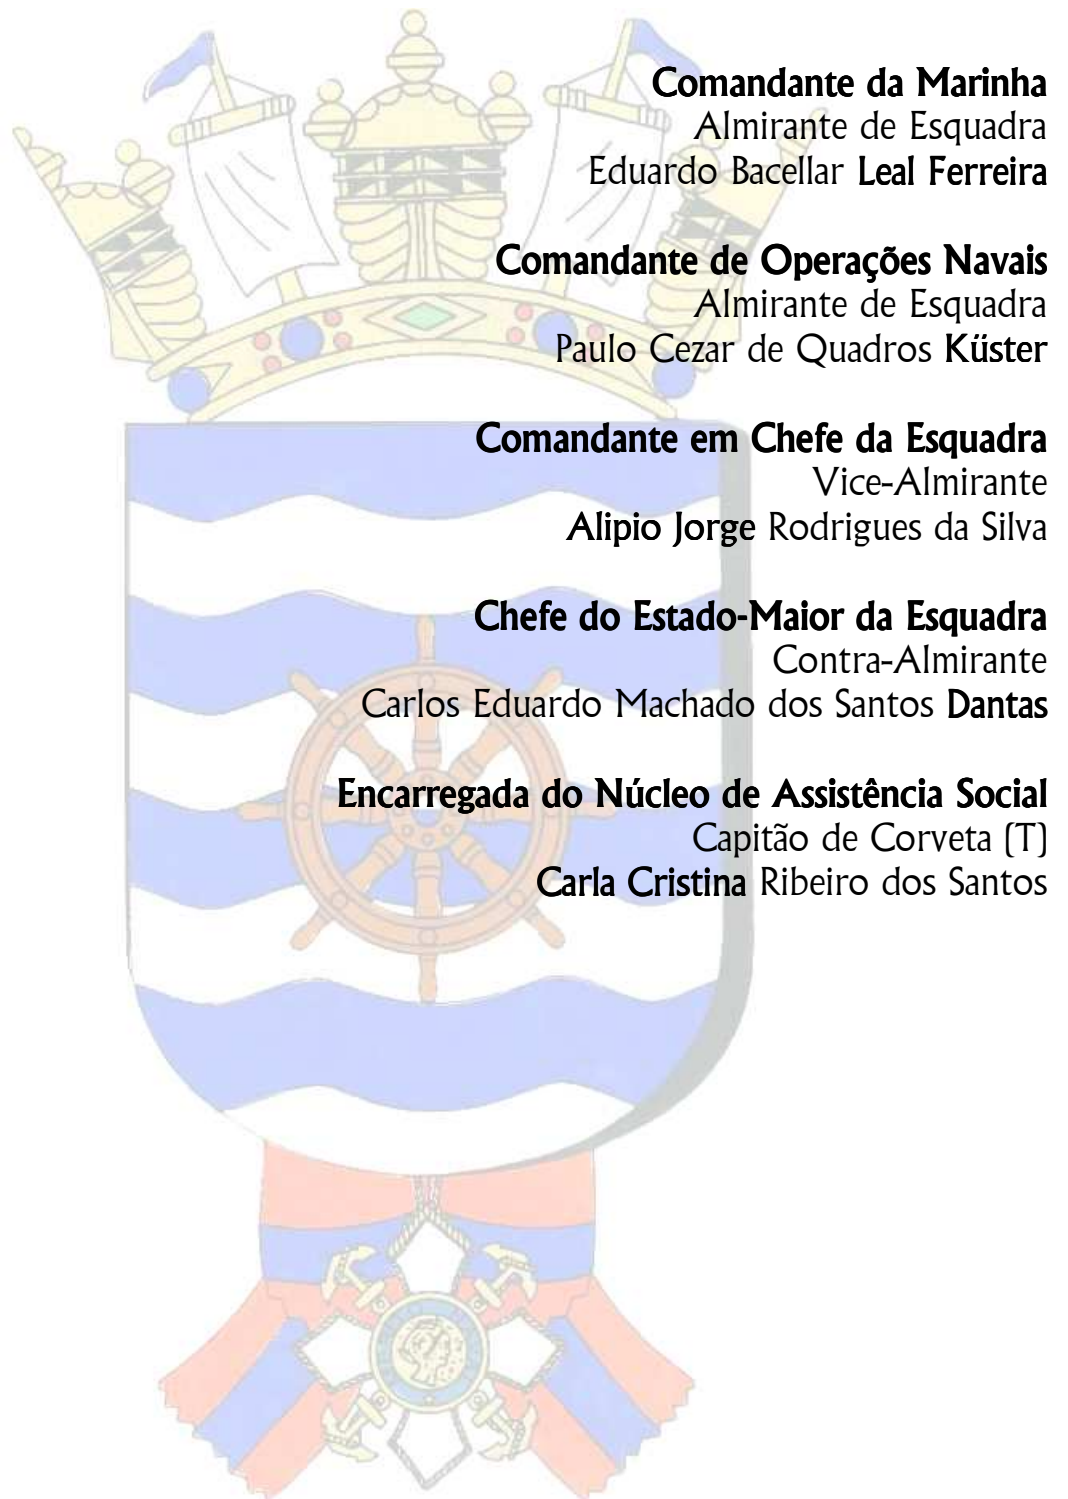 Comandante da Marinha
Almirante de Esquadra
Eduardo Bacellar Leal Ferreira
Comandante de Operações Navais
Almirante de Esquadra
Paulo Cezar de Quadros Küster
Comandante em Chefe da Esquadra
Vice-Almirante
Alipio Jorge Rodrigues da Silva
Chefe do Estado-Maior da Esquadra
Contra-Almirante
Carlos Eduardo Machado dos Santos Dantas
Encarregada do Núcleo de Assistência Social
Capitão de Corveta (T)
Carla Cristina Ribeiro dos Santos